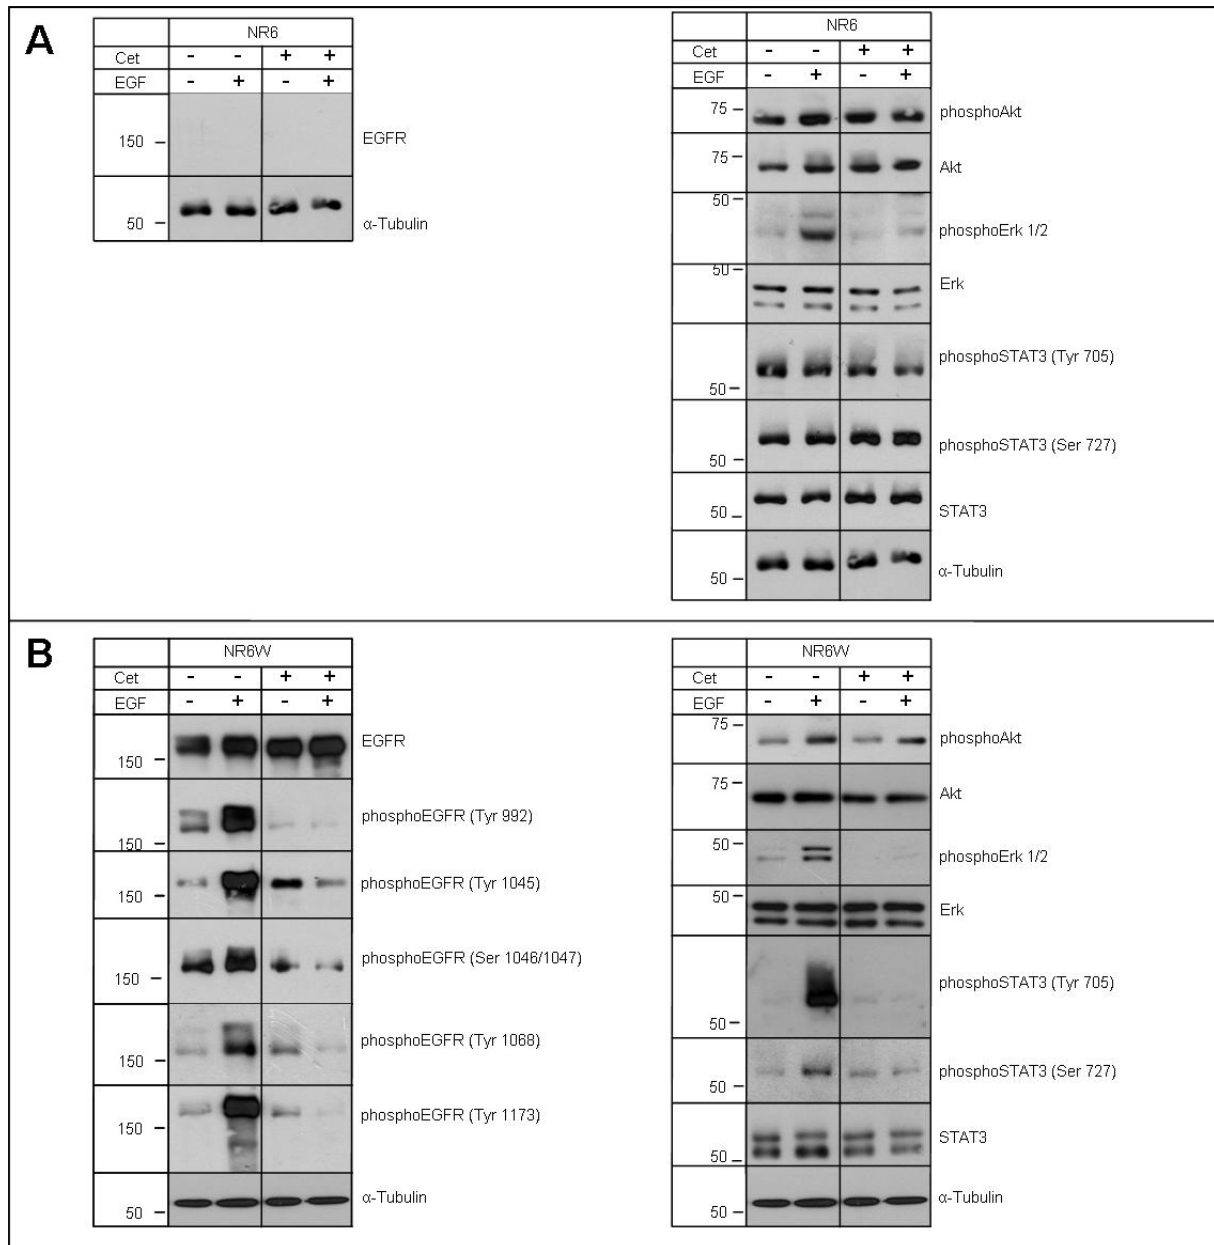 A
NR6
Cet - - + +
EGF - + - +
150 EGFR
50 α-Tubulin
NR6
Cet - - + +
EGF - + - +
75 phosphoAkt
75 Akt
50 phosphoErk 1/2
50 Erk
50 phosphoSTAT3 (Tyr 705)
50 phosphoSTAT3 (Ser 727)
50 STAT3
50 α-Tubulin
B
NR6W
Cet - - + +
EGF - + - +
150 EGFR
150 phosphoEGFR (Tyr 992)
150 phosphoEGFR (Tyr 1045)
150 phosphoEGFR (Ser 1046/1047)
150 phosphoEGFR (Tyr 1068)
150 phosphoEGFR (Tyr 1173)
50 α-Tubulin
NR6W
Cet - - + +
EGF - + - +
75 phosphoAkt
75 Akt
50 phosphoErk 1/2
50 Erk
50 phosphoSTAT3 (Tyr 705)
50 phosphoSTAT3 (Ser 727)
50 STAT3
50 α-Tubulin